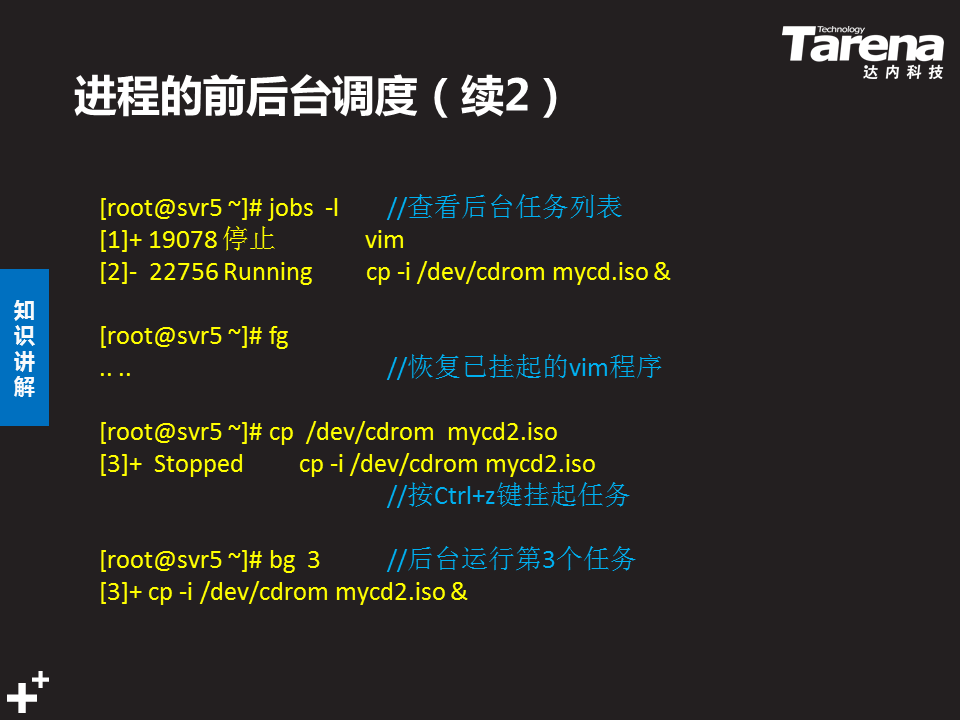 Technology
Tarena
达内科技
进程的前后台调度（续2）
知识讲解
[root@svr5 ~]# jobs -l //查看后台任务列表
[1]+ 19078 停止 vim
[2]- 22756 Running cp -i /dev/cdrom mycd.iso &
[root@svr5 ~]# fg
.. .. //恢复已挂起的vim程序
[root@svr5 ~]# cp /dev/cdrom mycd2.iso
[3]+ Stopped cp -i /dev/cdrom mycd2.iso
//按Ctrl+z键挂起任务
[root@svr5 ~]# bg 3 //后台运行第3个任务
[3]+ cp -i /dev/cdrom mycd2.iso &